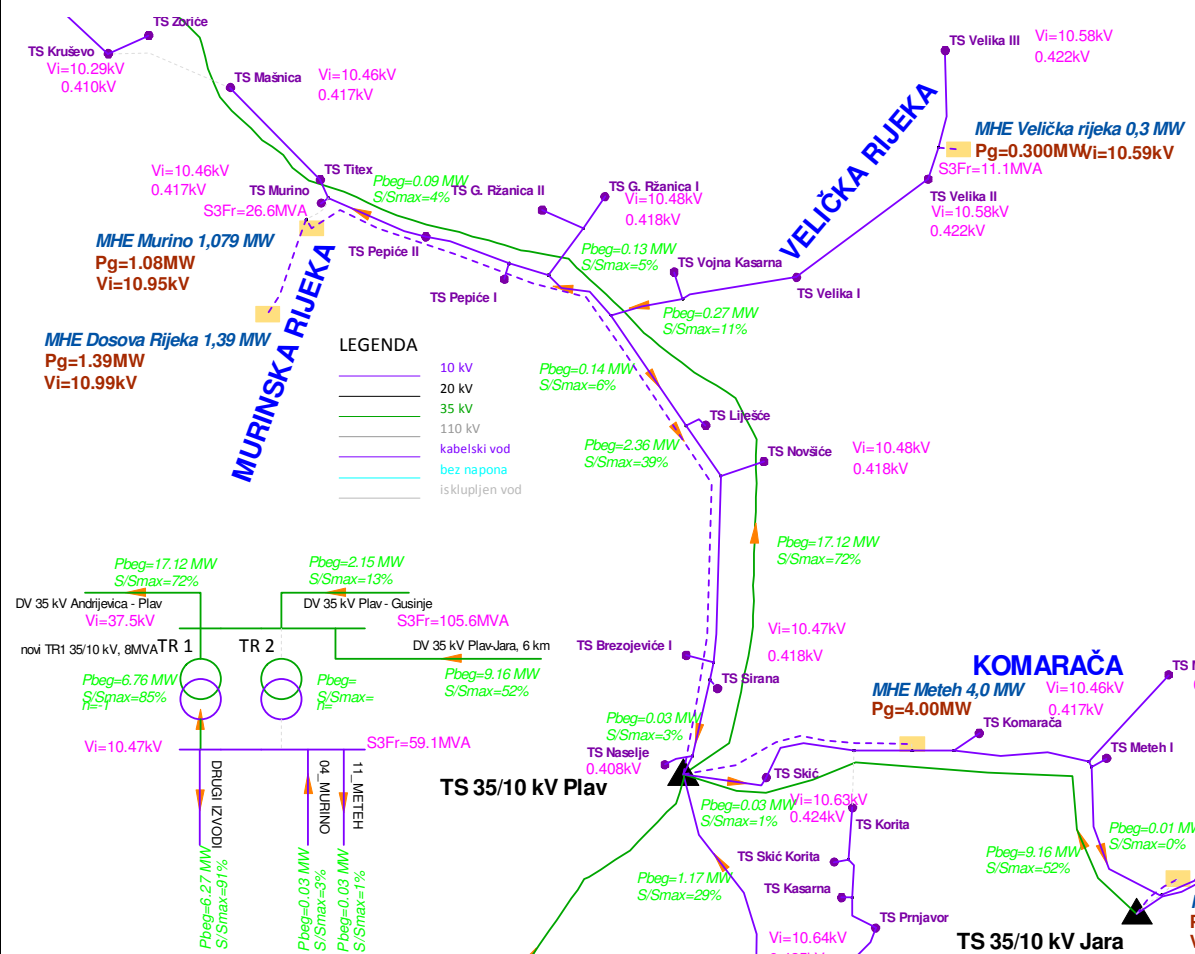 TS Zoriće
TS Kruševo
Vi=10.29kV
0.410kV
TS Mašnica
Vi=10.46kV
0.417kV
TS Velika III
Vi=10.58kV
0.422kV
VELIČKA RIJEKA
MHE Velička rijeka 0,3 MW
Pg=0.300MW
Vi=10.59kV
S3Fr=11.1MVA
TS Velika II
Vi=10.58kV
0.422kV
Vi=10.46kV
0.417kV
TS Titex
TS Murino
S3Fr=26.6MVA
Pbeg=0.09 MW
S/Smax=4%
TS G. Ržanica II
TS G. Ržanica I
Vi=10.48kV
0.418kV
MHE Murino 1,079 MW
Pg=1.08MW
Vi=10.95kV
TS Pepiće II
Pbeg=0.13 MW
S/Smax=5%
TS Vojna Kasarna
TS Velika I
TS Pepiće I
Pbeg=0.27 MW
S/Smax=11%
MHE Dosova Rijeka 1,39 MW
Pg=1.39MW
Vi=10.99kV
MURINSKA RIJEKA
LEGENDA
10 kV
20 kV
35 kV
110 kV
kabelski vod
bez napona
isklupljen vod
Pbeg=0.14 MW
S/Smax=6%
TS Liješće
Pbeg=2.36 MW
S/Smax=39%
TS Novšiće
Vi=10.48kV
0.418kV
Pbeg=17.12 MW
S/Smax=72%
Pbeg=17.12 MW
S/Smax=72%
Pbeg=2.15 MW
S/Smax=13%
DV 35 kV Andrijevica - Plav
DV 35 kV Plav - Gusinje
Vi=37.5kV
S3Fr=105.6MVA
novi TR1 35/10 kV, 8MVA
TR 1
TR 2
DV 35 kV Plav-Jara, 6 km
Pbeg=6.76 MW
S/Smax=85%
n=-1
Pbeg=
S/Smax=
n=
Pbeg=9.16 MW
S/Smax=52%
Vi=10.47kV
S3Fr=59.1MVA
DRUGI IZVODI
04_MURINO
11_METEH
Pbeg=6.27 MW
S/Smax=91%
Pbeg=0.03 MW
S/Smax=3%
Pbeg=0.03 MW
S/Smax=1%
TS Brezojeviće I
Vi=10.47kV
0.418kV
TS Sirana
Pbeg=0.03 MW
S/Smax=3%
TS Naselje
0.408kV
TS 35/10 kV Plav
KOMARAČA
MHE Meteh 4,0 MW
Pg=4.00MW
Vi=10.46kV
0.417kV
TS Komarača
TS Meteh I
TS Skić
Pbeg=0.03 MW
S/Smax=1%
Vi=10.63kV
0.424kV
TS Korita
TS Skić Korita
TS Kasarna
Pbeg=1.17 MW
S/Smax=29%
TS Prnjavor
Vi=10.64kV
Pbeg=9.16 MW
S/Smax=52%
Pbeg=0.01 MW
S/Smax=0%
TS 35/10 kV Jara